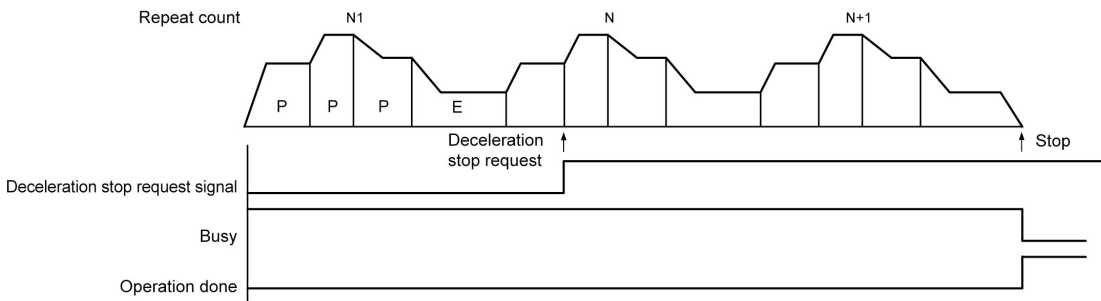 Repeat count
N1
N
N+1
P
P
P
E
Deceleration
stop request
Stop
Deceleration stop request signal
Busy
Operation done